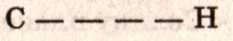 C — — — — H